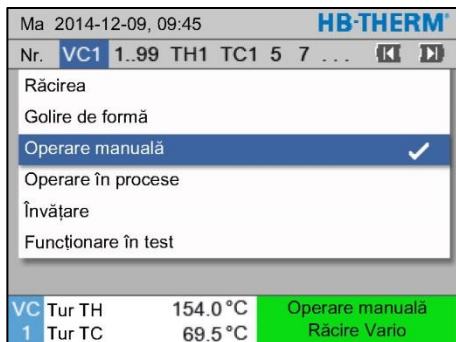 Ma 2014-12-09, 09:45 HB-THERM®
Nr. VC1 1..99 TH1 TC1 5 7 ...
Răcirea
Golire de formă
Operare manuală
Operare în procese
Învățare
Funcționare în test
VC Tur TH 154.0 °C Operare manuală
1 Tur TC 69.5 °C Răcire Vario